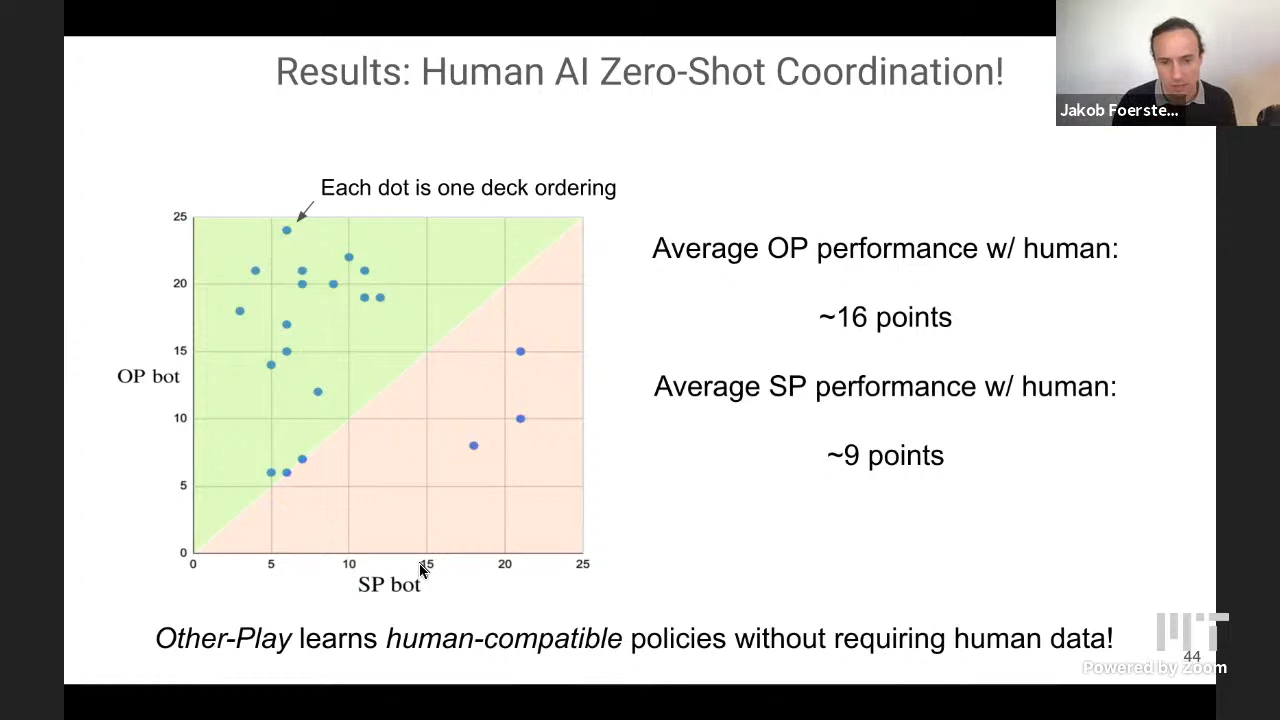 Results: Human AI Zero-Shot Coordination!
Jakob Foerste...
Each dot is one deck ordering
25
20
15
10
5
0
OP bot
0 5 10 15 20 25
SP bot
Average OP performance w/ human:
~16 points
Average SP performance w/ human:
~9 points
Other-Play learns human-compatible policies without requiring human data!
MIT
44
Powered by Zoom